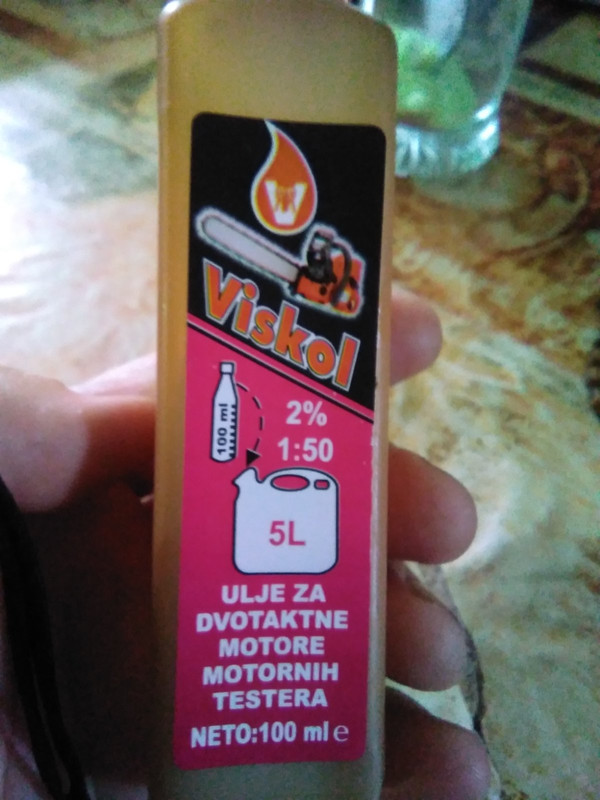 W
Viskol
100 ml
2%
1:50
5L
ULJE ZA
DVOTAKTNE
MOTORE
MOTORNIH
TESTERA
NETO:100 ml e